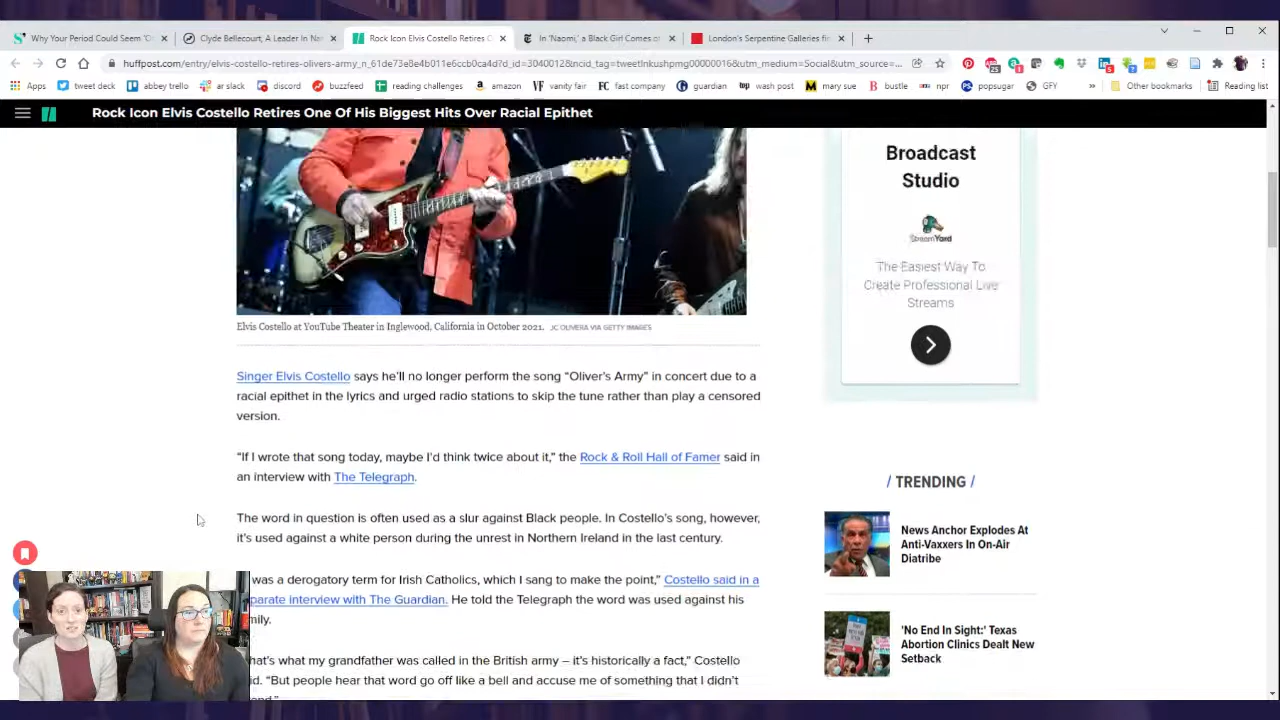 Why Your Period Could Seem
Clyde Bellecourt, A Leader In Na
Rock Icon Elvis Costello Retires
In 'Naomi,' a Black Girl Comes o
London's Serpentine Galleries fi
huffpost.com/entry/elvis-costello-retires-olivers-army_n_61de73e8e4b011e6ccb0ca4d?d_id=3040012&ncid_tag=tweetlnkushpmg00000016&utm_medium=Social&utm_source=...
Apps tweet deck abbey trello ar slack discord buzzfeed reading challenges amazon VF vanity fair FC fast company guardian top wash post mary sue B bustle npr popsugar GFY » Other bookmarks Reading list
Rock Icon Elvis Costello Retires One Of His Biggest Hits Over Racial Epithet
Elvis Costello at YouTube Theater in Inglewood, California in October 2021. JC OLIVERA VIA GETTY IMAGES
Singer Elvis Costello says he'll no longer perform the song “Oliver's Army” in concert due to a
racial epithet in the lyrics and urged radio stations to skip the tune rather than play a censored
version.
“If I wrote that song today, maybe I'd think twice about it,” the Rock & Roll Hall of Famer said in
an interview with The Telegraph.
The word in question is often used as a slur against Black people. In Costello's song, however,
it's used against a white person during the unrest in Northern Ireland in the last century.
was a derogatory term for Irish Catholics, which I sang to make the point,” Costello said in a
parate interview with The Guardian. He told the Telegraph the word was used against his
mily.
hat's what my grandfather was called in the British army – it's historically a fact,” Costello
id. “But people hear that word go off like a bell and accuse me of something that I didn't
Broadcast
Studio
StreamYard
The Easiest Way To
Create Professional Live
Streams
/ TRENDING /
News Anchor Explodes At
Anti-Vaxxers In On-Air
Diatribe
'No End In Sight:' Texas
Abortion Clinics Dealt New
Setback